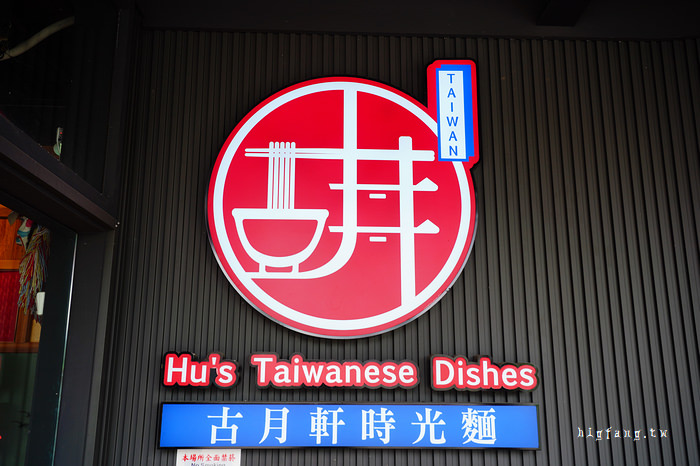 TAIWAN
Hu's Taiwanese Dishes
古月軒時光麵
本場所全面禁菸
No Smoking
higfang.tw